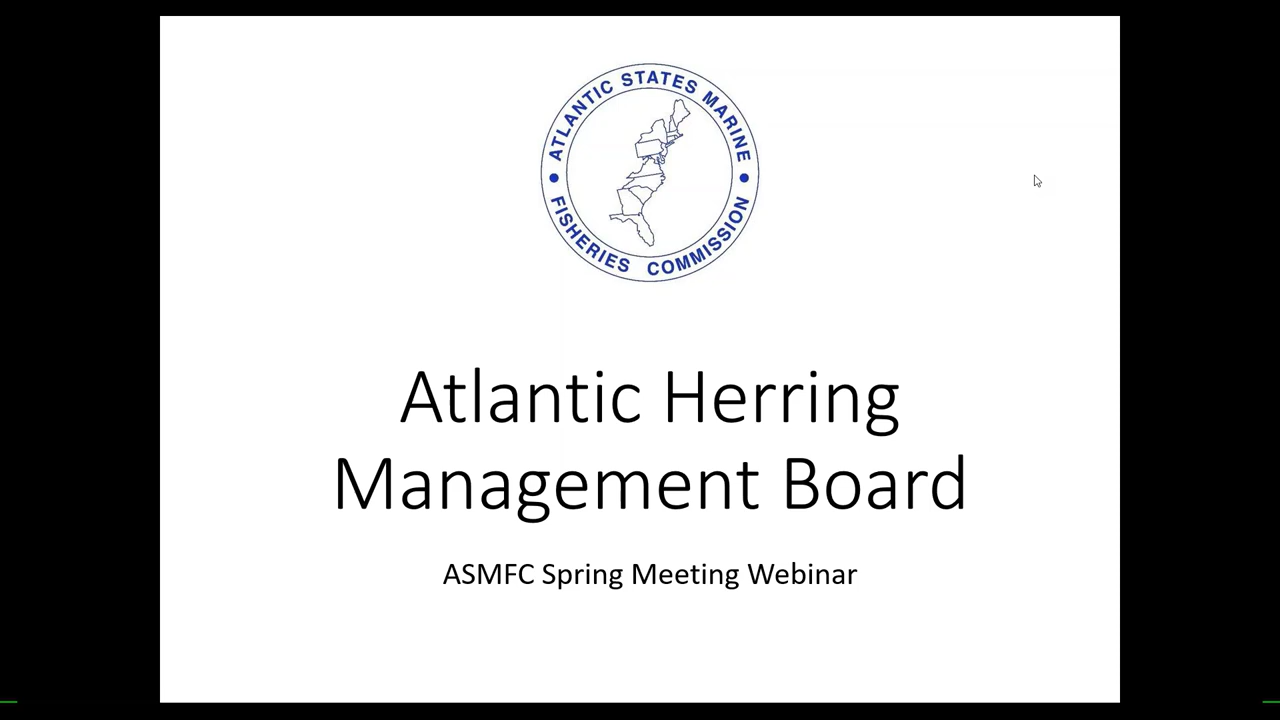 ATLANTIC STATES MARINE
FISHERIES COMMISSION
Atlantic Herring
Management Board
ASMFC Spring Meeting Webinar